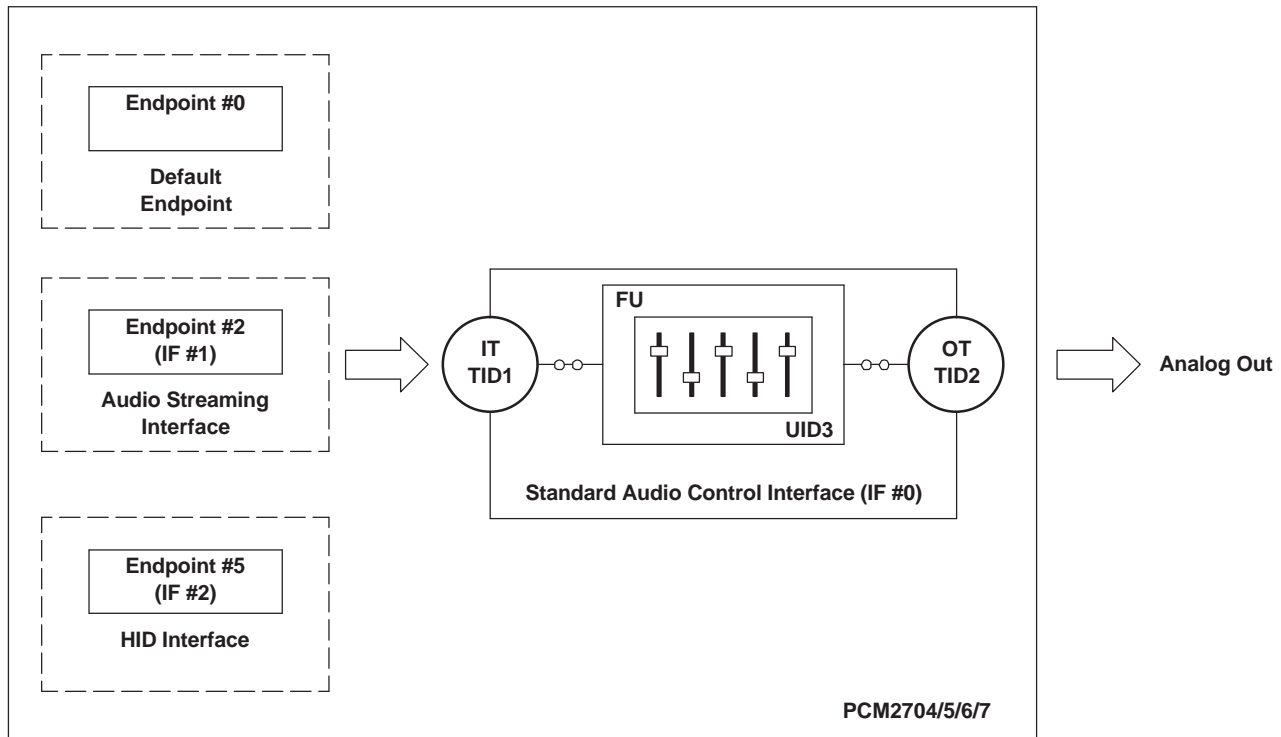 Endpoint #0
Default
Endpoint
Endpoint #2
(IF #1)
Audio Streaming
Interface
Endpoint #5
(IF #2)
HID Interface
IT
TID1
FU
UID3
OT
TID2
Standard Audio Control Interface (IF #0)
Analog Out
PCM2704/5/6/7